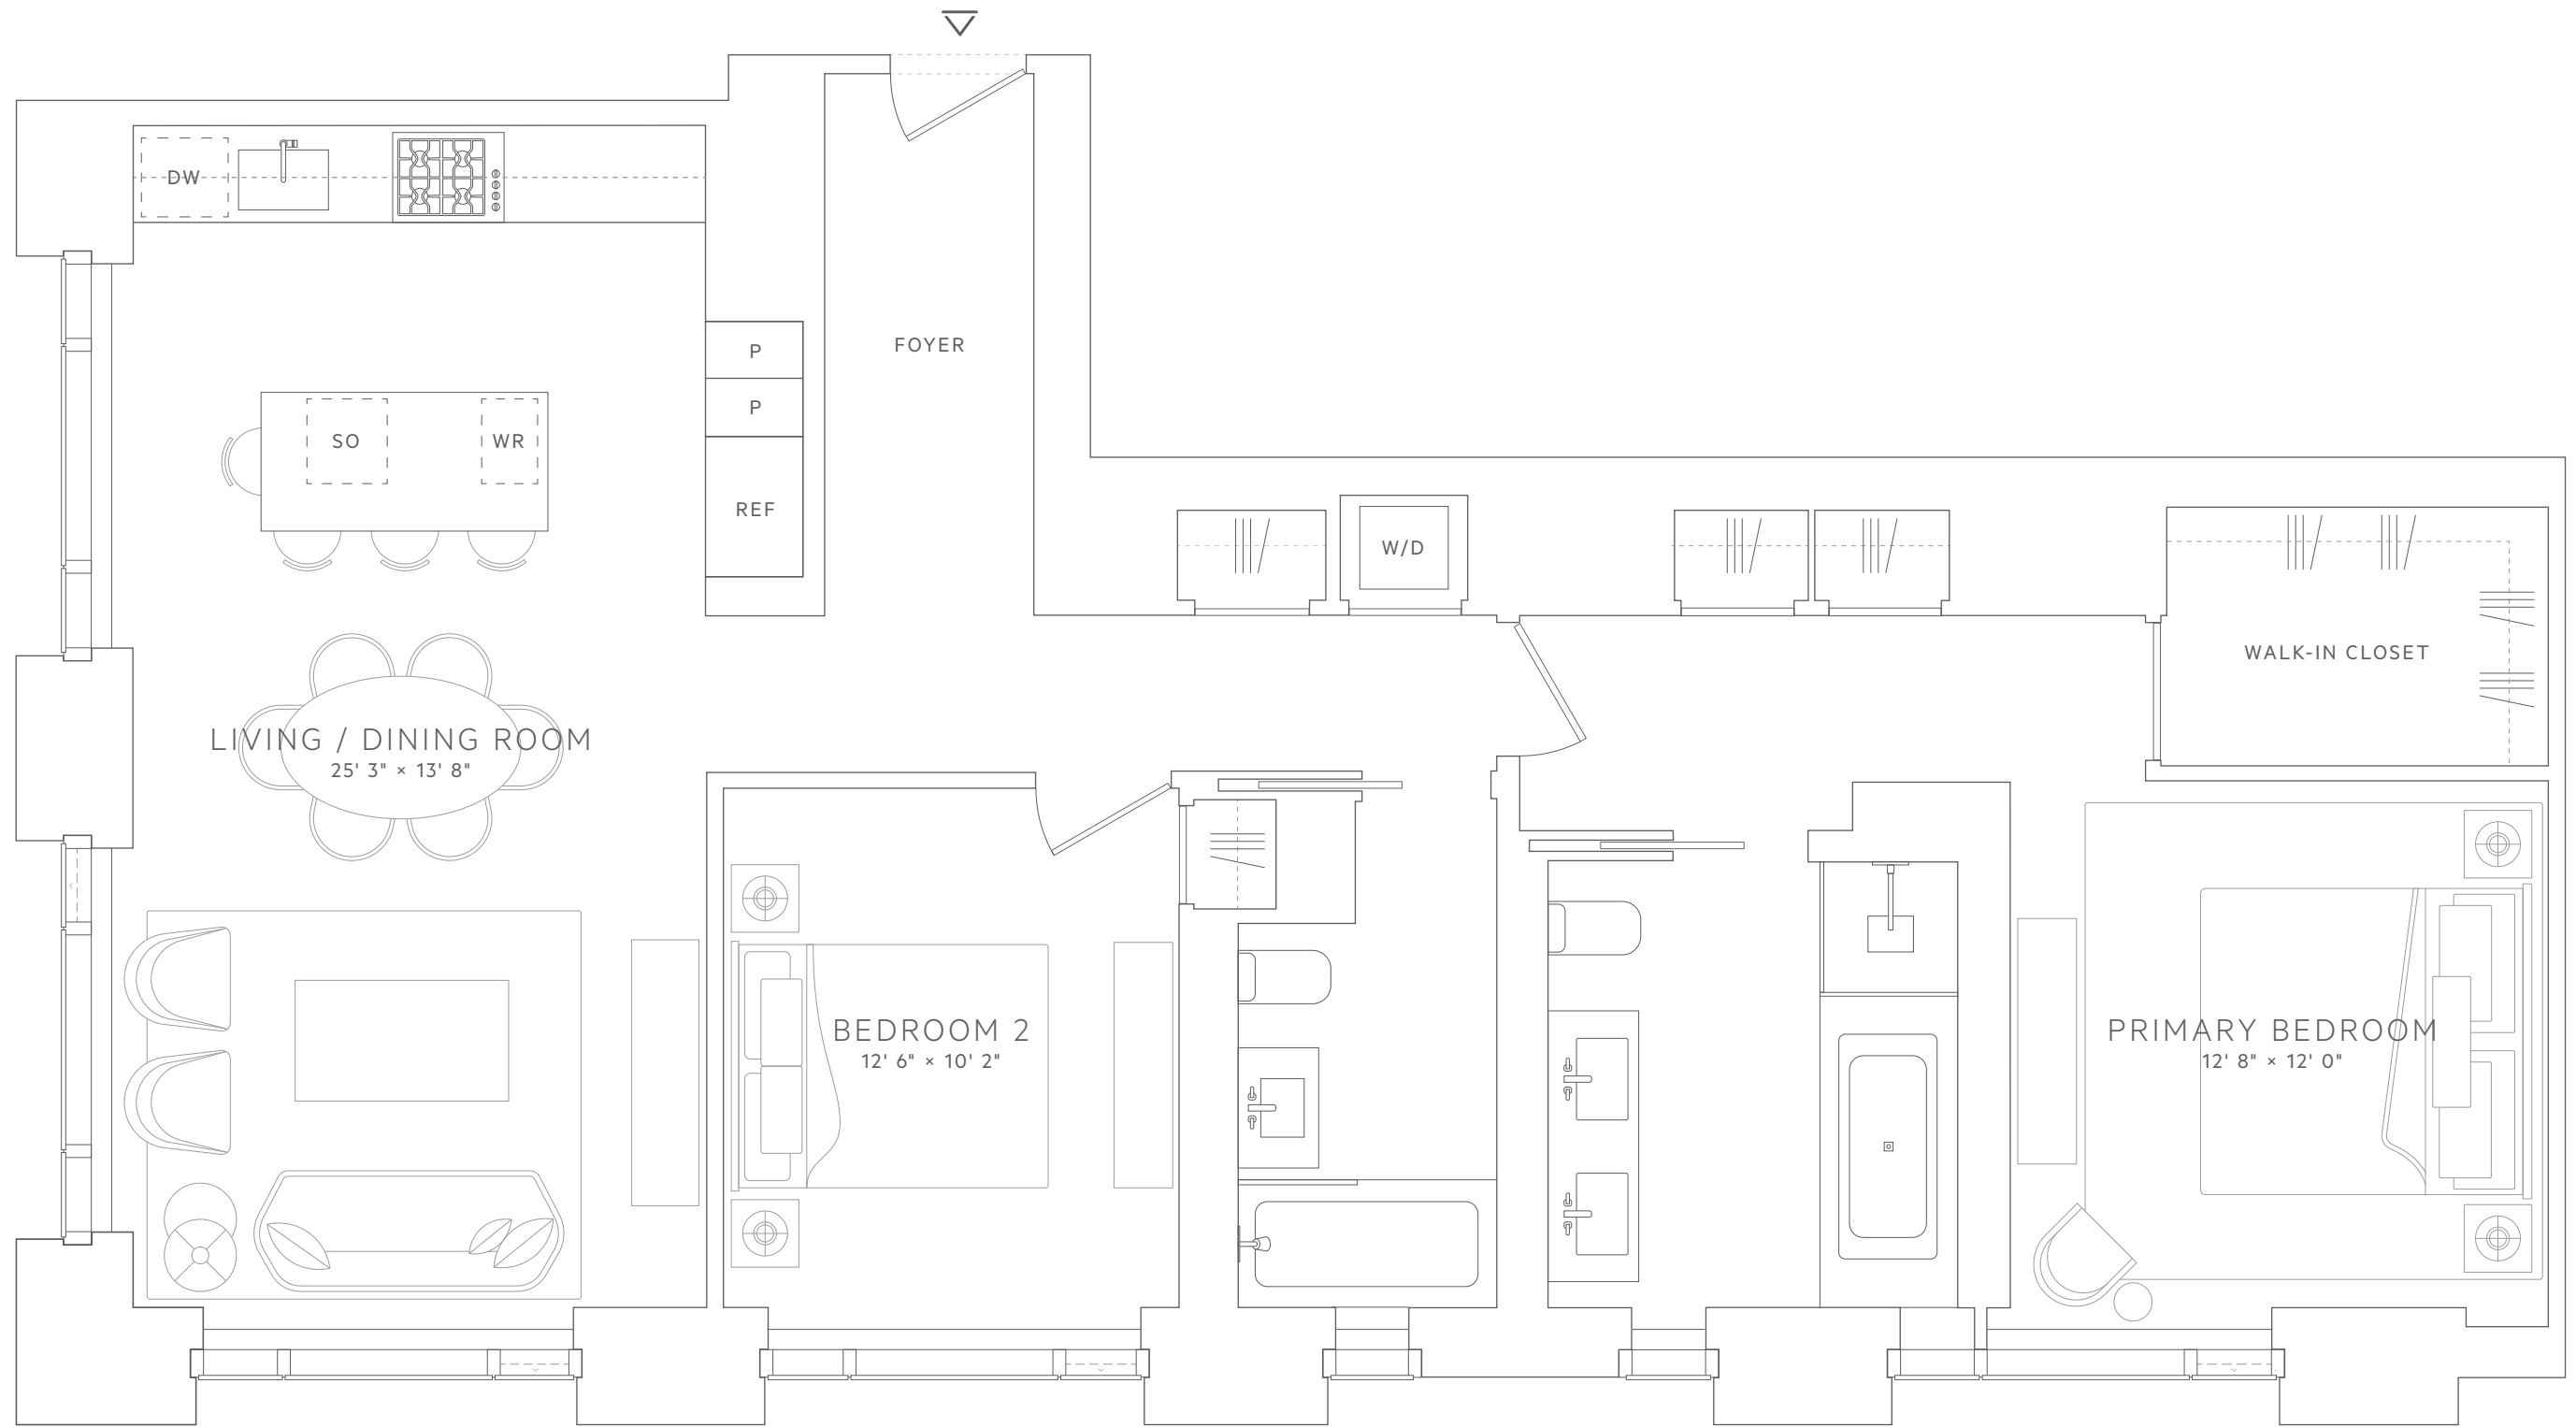 DW
FOYER
P
P
SO
WR
REF
W/D
WALK-IN CLOSET
LIVING / DINING ROOM
25' 3" × 13' 8"
BEDROOM 2
12' 6" × 10' 2"
PRIMARY BEDROOM
12' 8" × 12' 0"